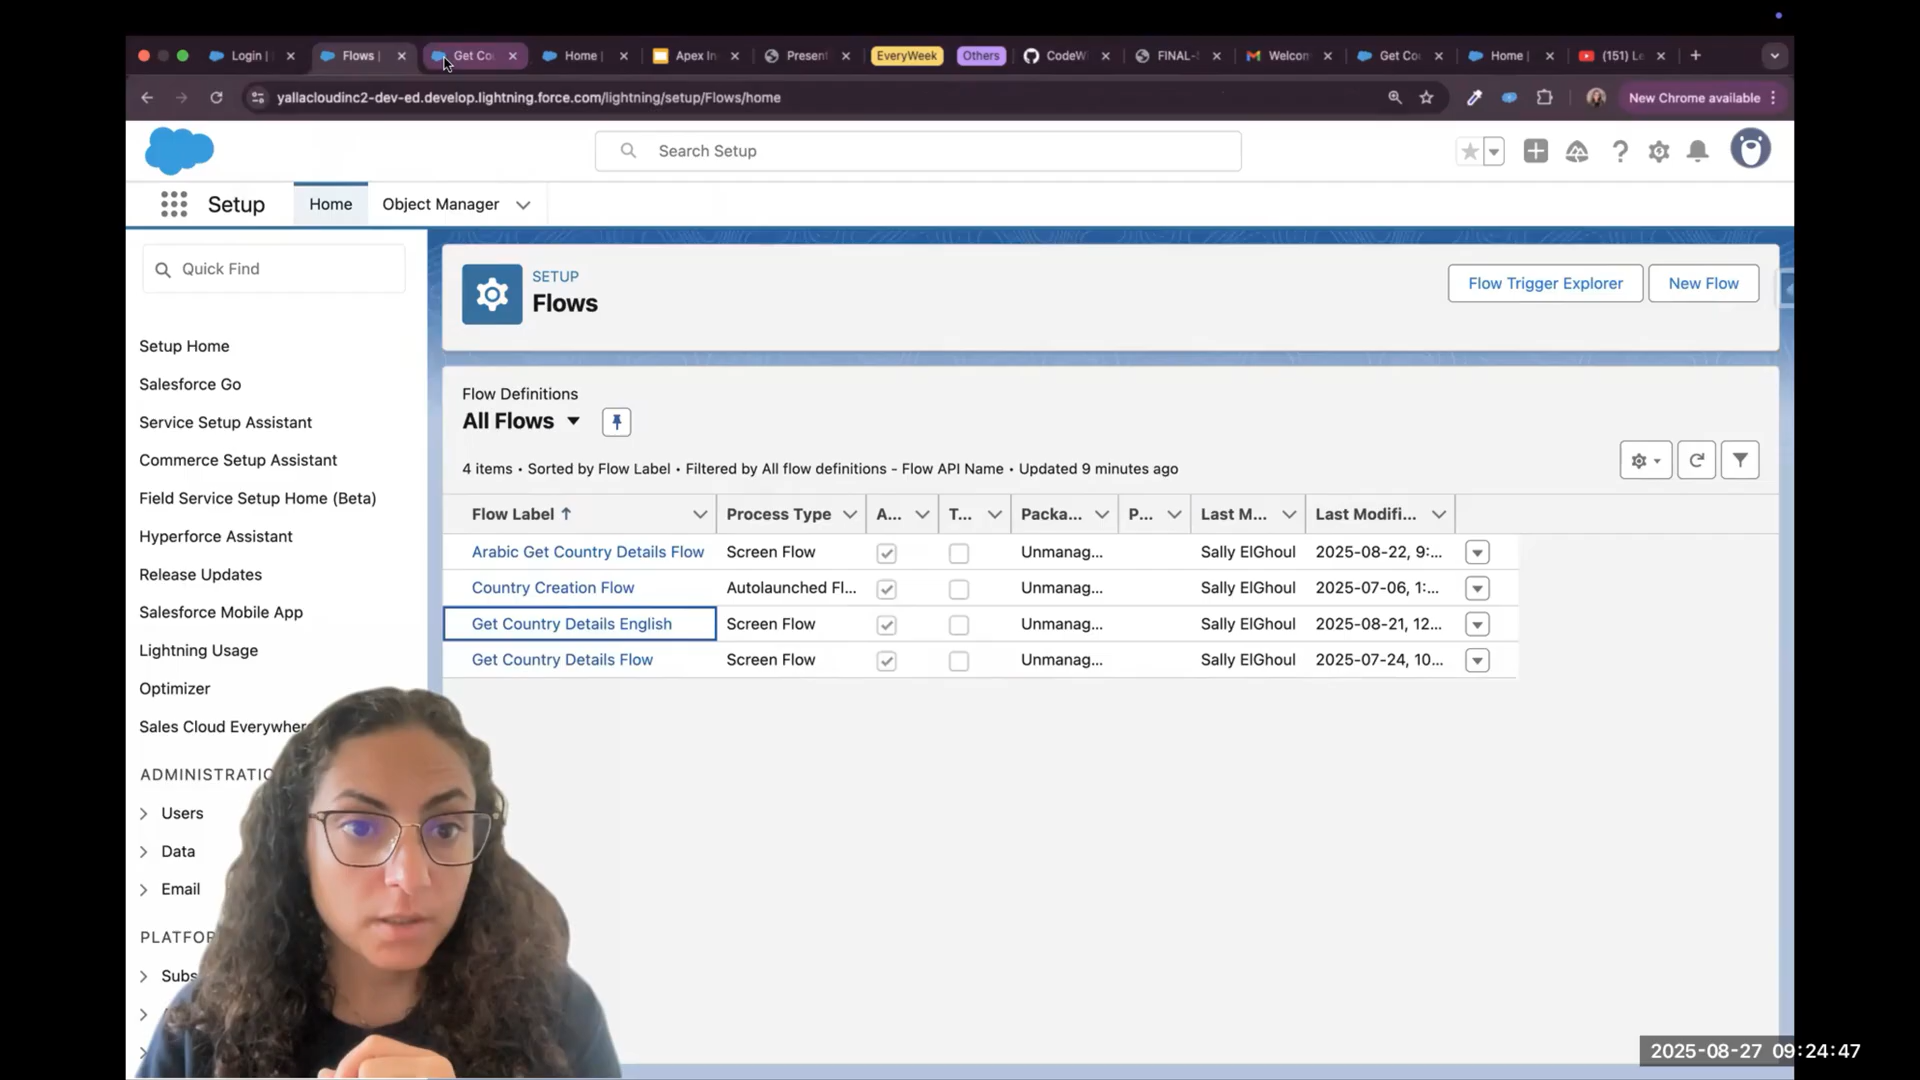 Login |
Flows |
Get Cou
Home |
Apex In
Present
EveryWeek
Others
CodeWi
FINAL-S
Welcom
Get Cou
Home |
(151) Le
yallacloudinc2-dev-ed.develop.lightning.force.com/lightning/setup/Flows/home
New Chrome available
Search Setup
Setup
Home
Object Manager
Quick Find
Setup Home
Salesforce Go
Service Setup Assistant
Commerce Setup Assistant
Field Service Setup Home (Beta)
Hyperforce Assistant
Release Updates
Salesforce Mobile App
Lightning Usage
Optimizer
Sales Cloud Everywher
ADMINISTRATIO
Users
Data
Email
PLATFOR
Subs
SETUP
Flows
Flow Trigger Explorer
New Flow
Flow Definitions
All Flows
4 items • Sorted by Flow Label • Filtered by All flow definitions - Flow API Name • Updated 9 minutes ago
Flow Label Process Type A... T... Packa... P... Last M... Last Modifi...
Arabic Get Country Details Flow Screen Flow Unmanag... Sally ElGhoul 2025-08-22, 9:...
Country Creation Flow Autolaunched Fl... Unmanag... Sally ElGhoul 2025-07-06, 1:...
Get Country Details English Screen Flow Unmanag... Sally ElGhoul 2025-08-21, 12...
Get Country Details Flow Screen Flow Unmanag... Sally ElGhoul 2025-07-24, 10...
2025-08-27 09:24:47